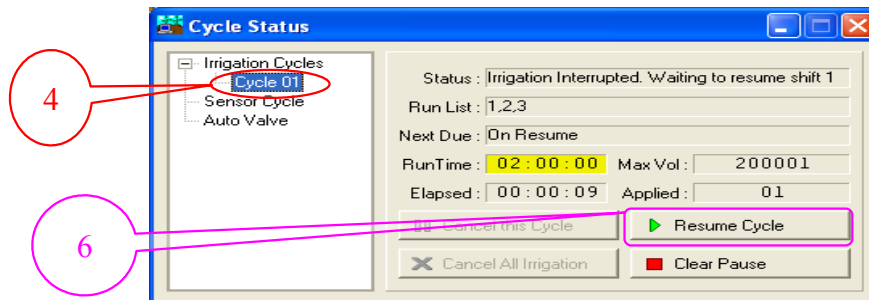 Cycle Status
4
Irrigation Cycles
Cycle 01
Sensor Cycle
Auto Valve
Status : Irrigation Interrupted. Waiting to resume shift 1
Run List : 1,2,3
Next Due : On Resume
RunTime : 02:00:00 Max Vol : 200001
Elapsed : 00:00:09 Applied : 01
Cancel this Cycle Resume Cycle
6
Cancel All Irrigation Clear Pause